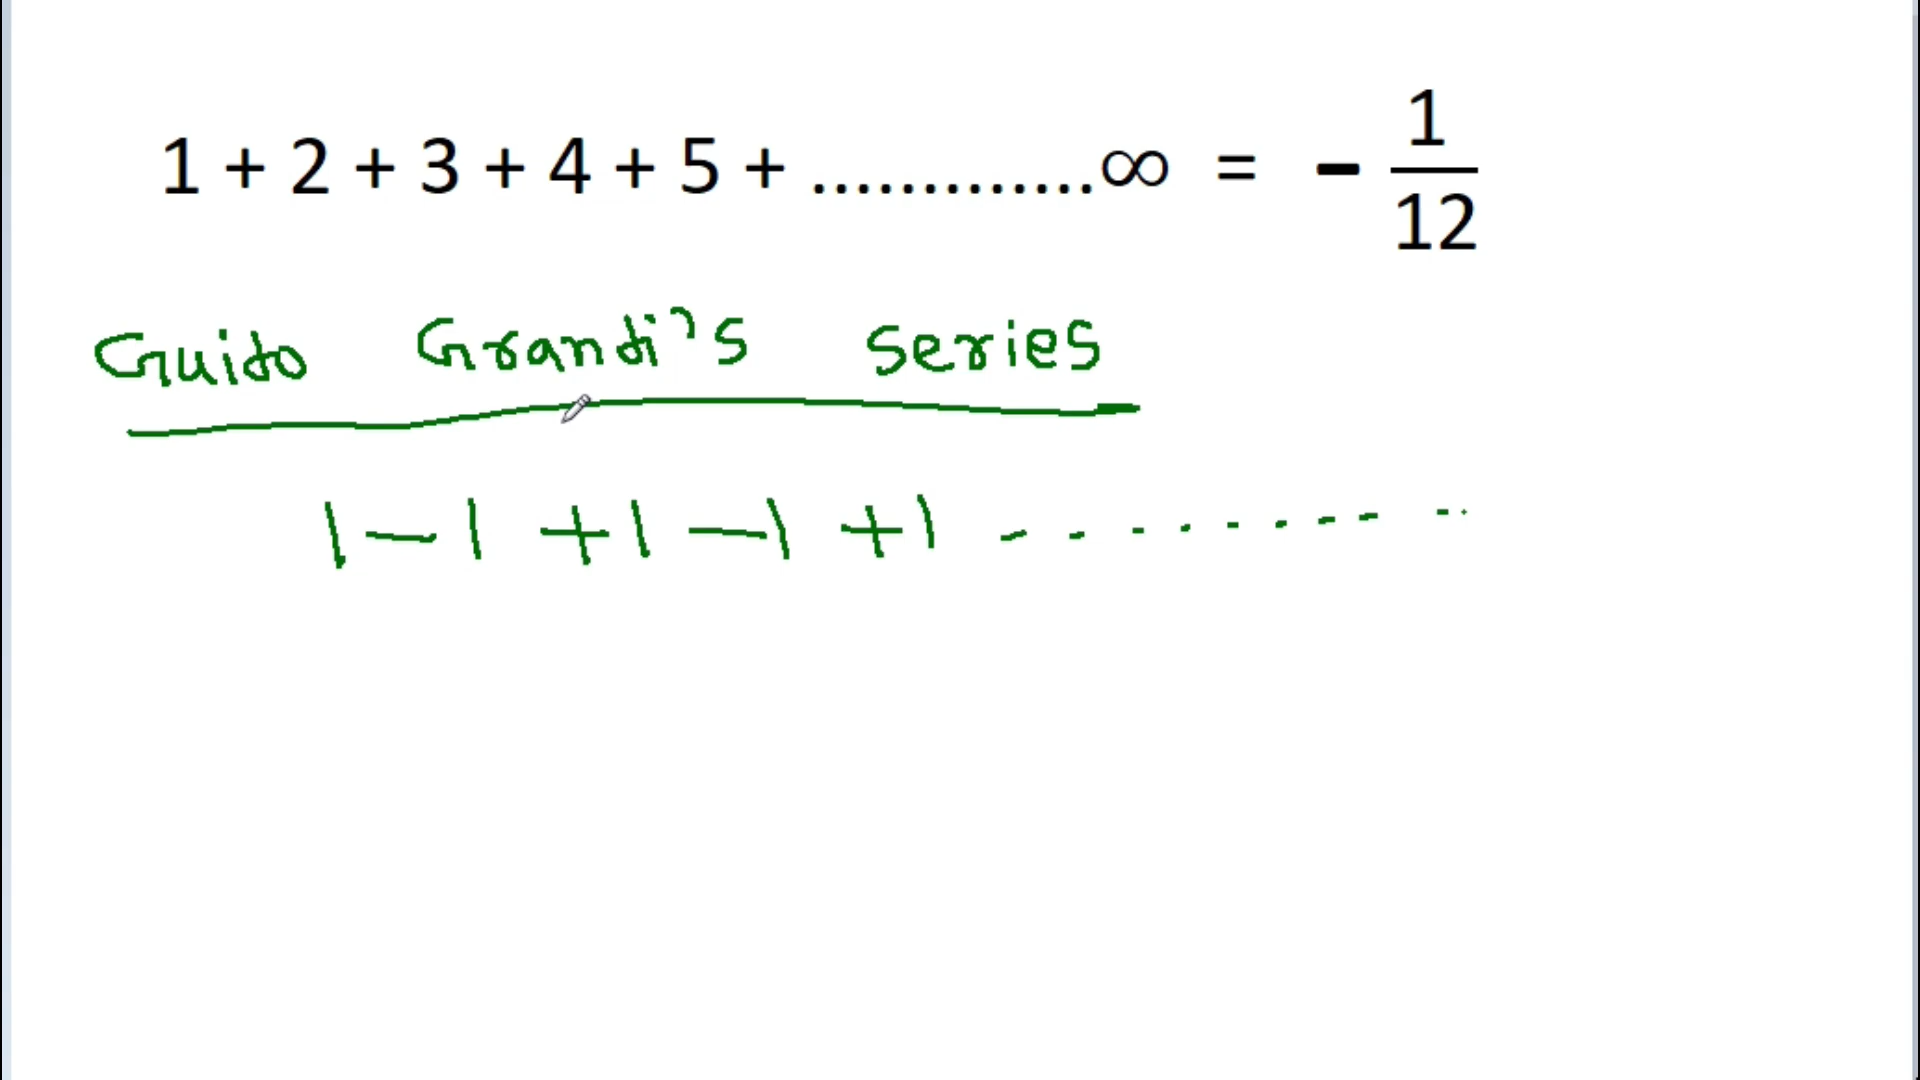 1 + 2 + 3 + 4 + 5 + .............∞ = - 1/12
Guido Grandi's series
1 - 1 + 1 - 1 + 1 - - - - - - - - - -